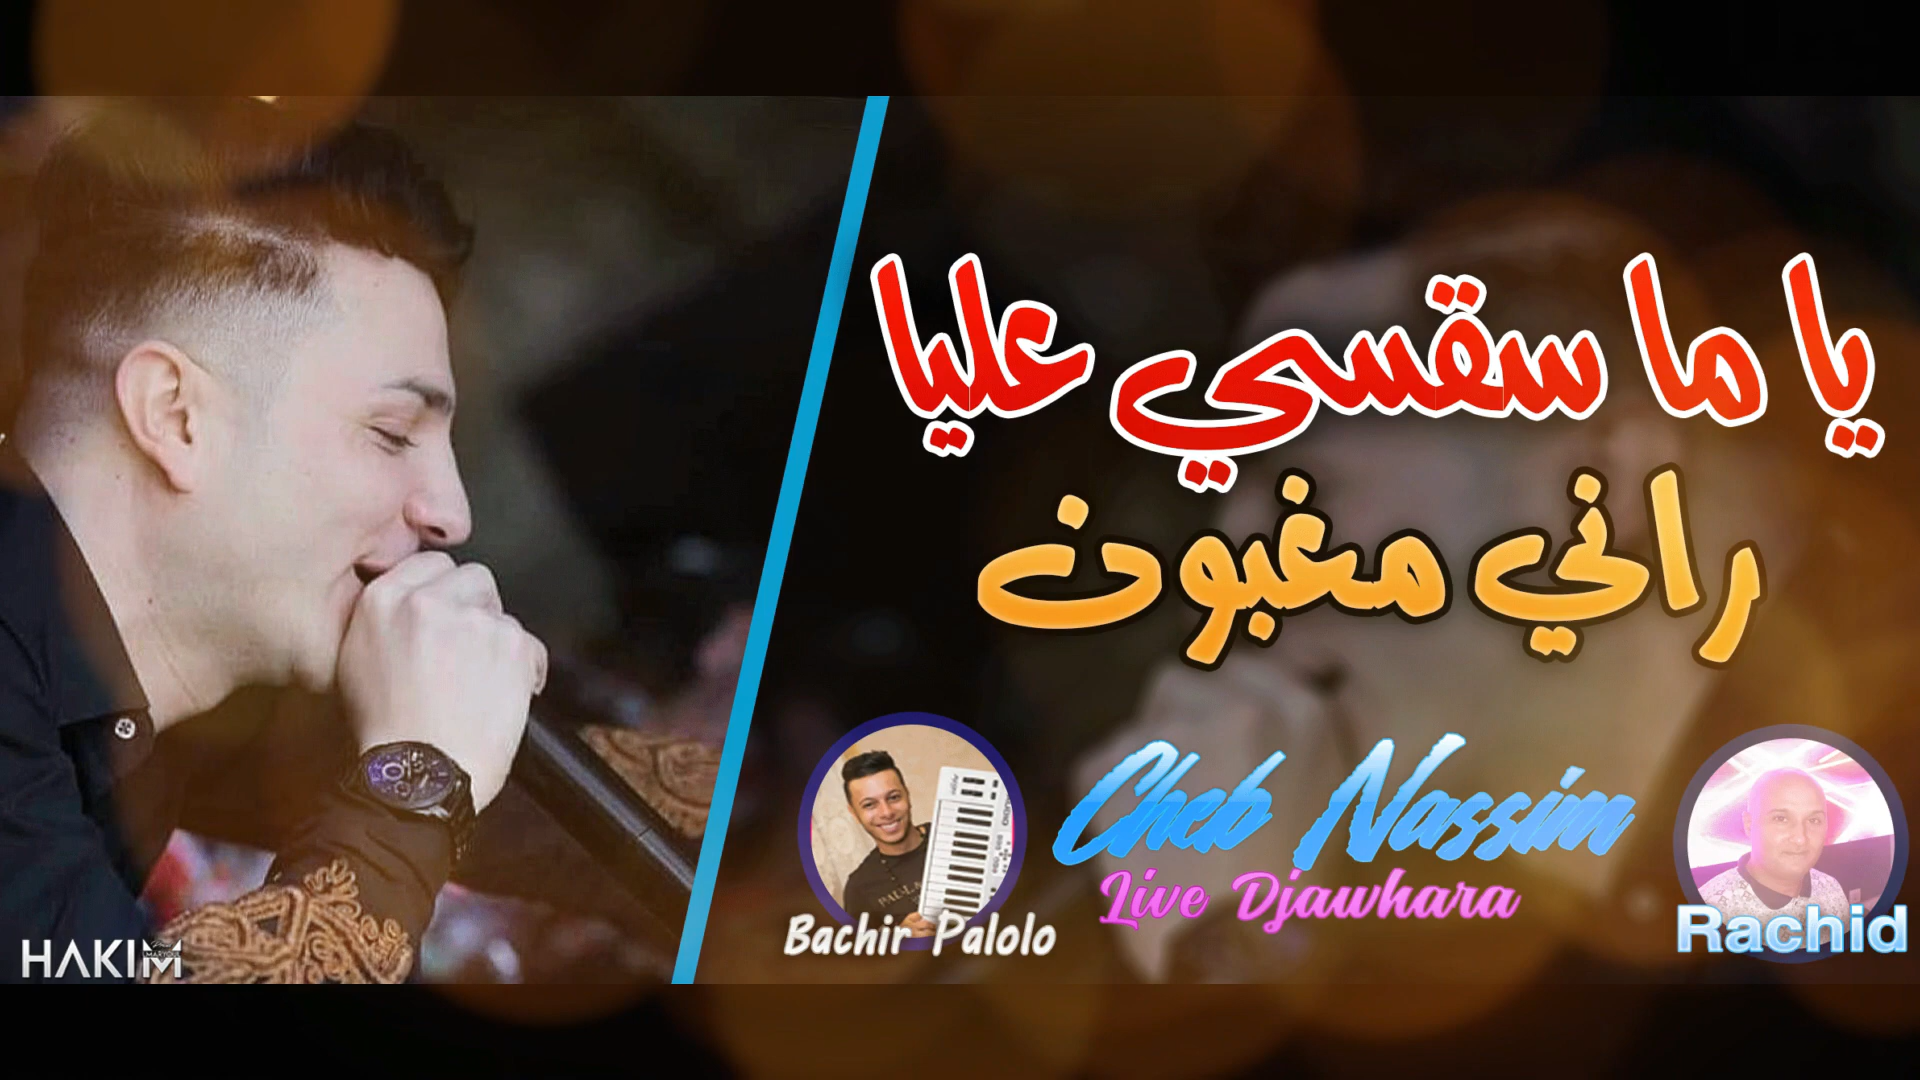 يا ما سقسي عليا
راني مغبون
Cheb Nassim
Live Djawhara
Bachir Palolo
Rachid
HAKIM